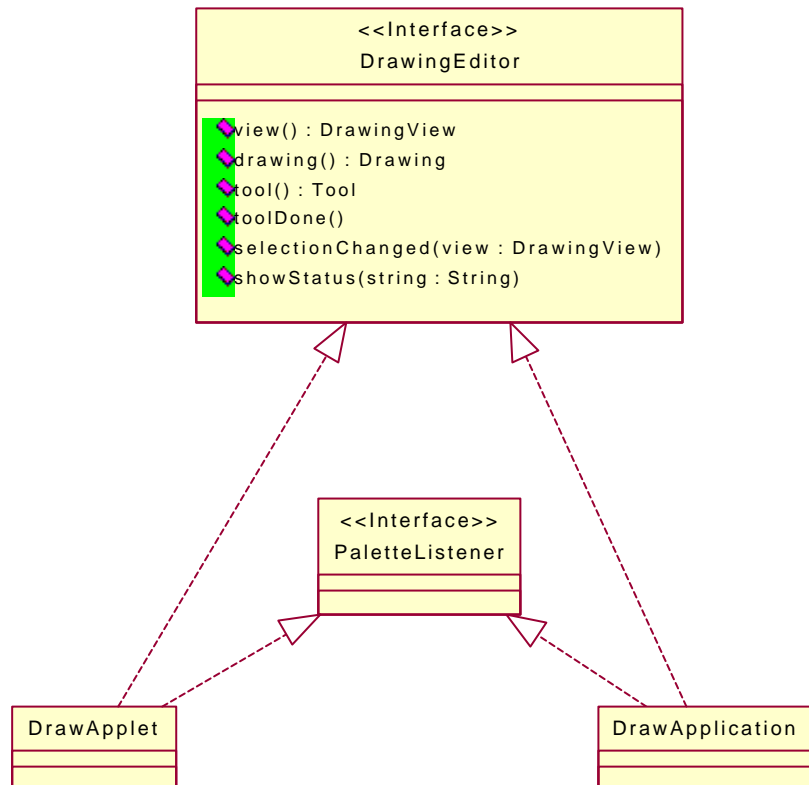 <<Interface>>
DrawingEditor
view() : DrawingView
drawing() : Drawing
tool() : Tool
toolDone()
selectionChanged(view : DrawingView)
showStatus(string : String)
<<Interface>>
PaletteListener
DrawApplet
DrawApplication